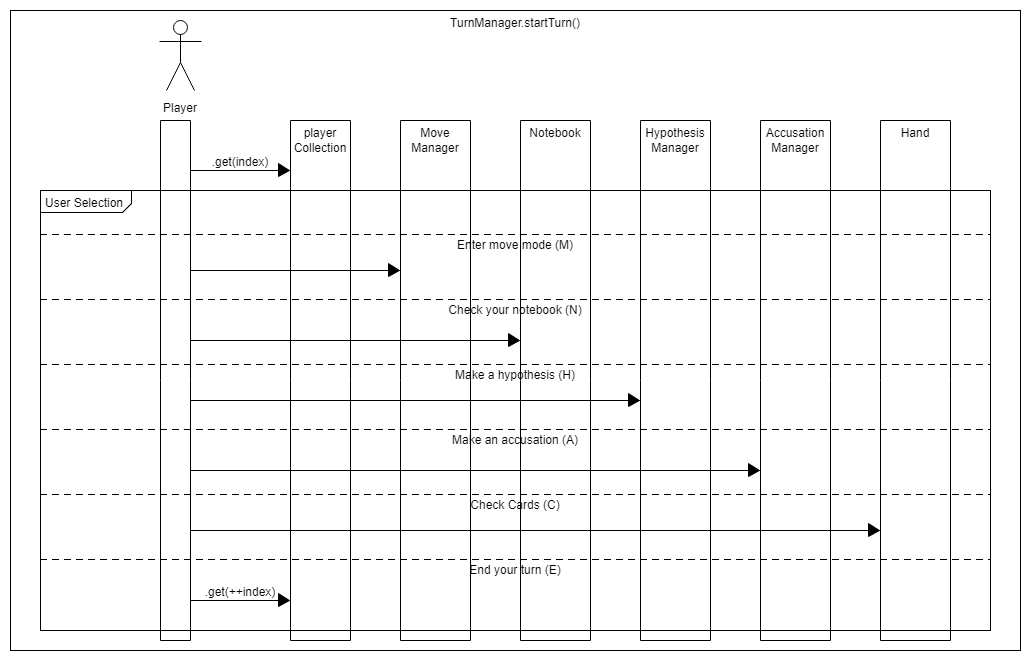 TurnManager.startTurn()
Player
player
Collection
Move
Manager
Notebook
Hypothesis
Manager
Accusation
Manager
Hand
.get(index)
User Selection
Enter move mode (M)
Check your notebook (N)
Make a hypothesis (H)
Make an accusation (A)
Check Cards (C)
End your turn (E)
.get(++index)